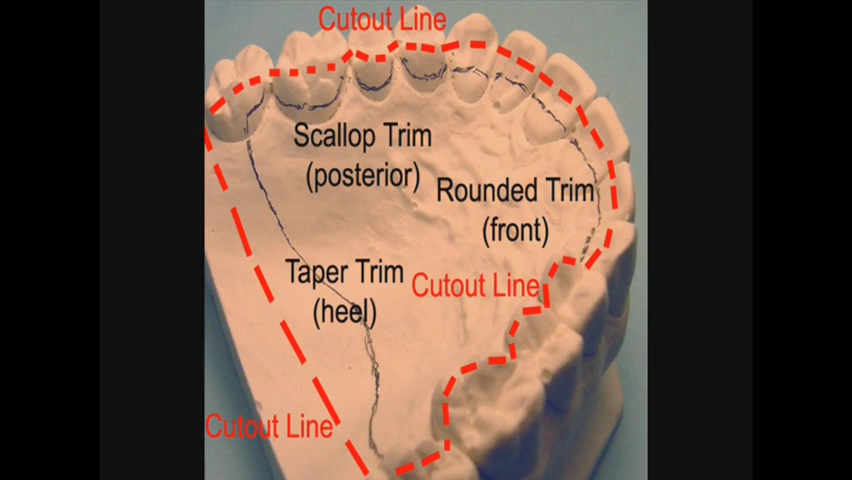 Cutout Line
Scallop Trim
(posterior)
Rounded Trim
(front)
Taper Trim
(heel)
Cutout Line
Cutout Line